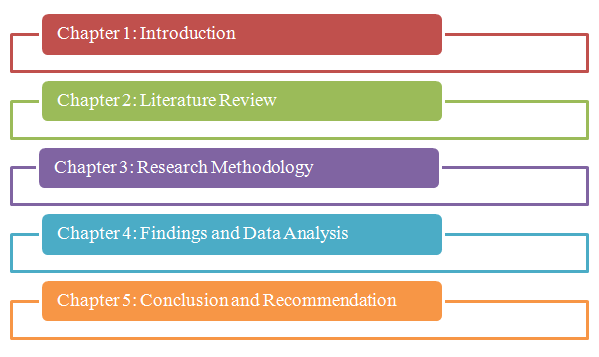 Chapter 1: Introduction
Chapter 2: Literature Review
Chapter 3: Research Methodology
Chapter 4: Findings and Data Analysis
Chapter 5: Conclusion and Recommendation